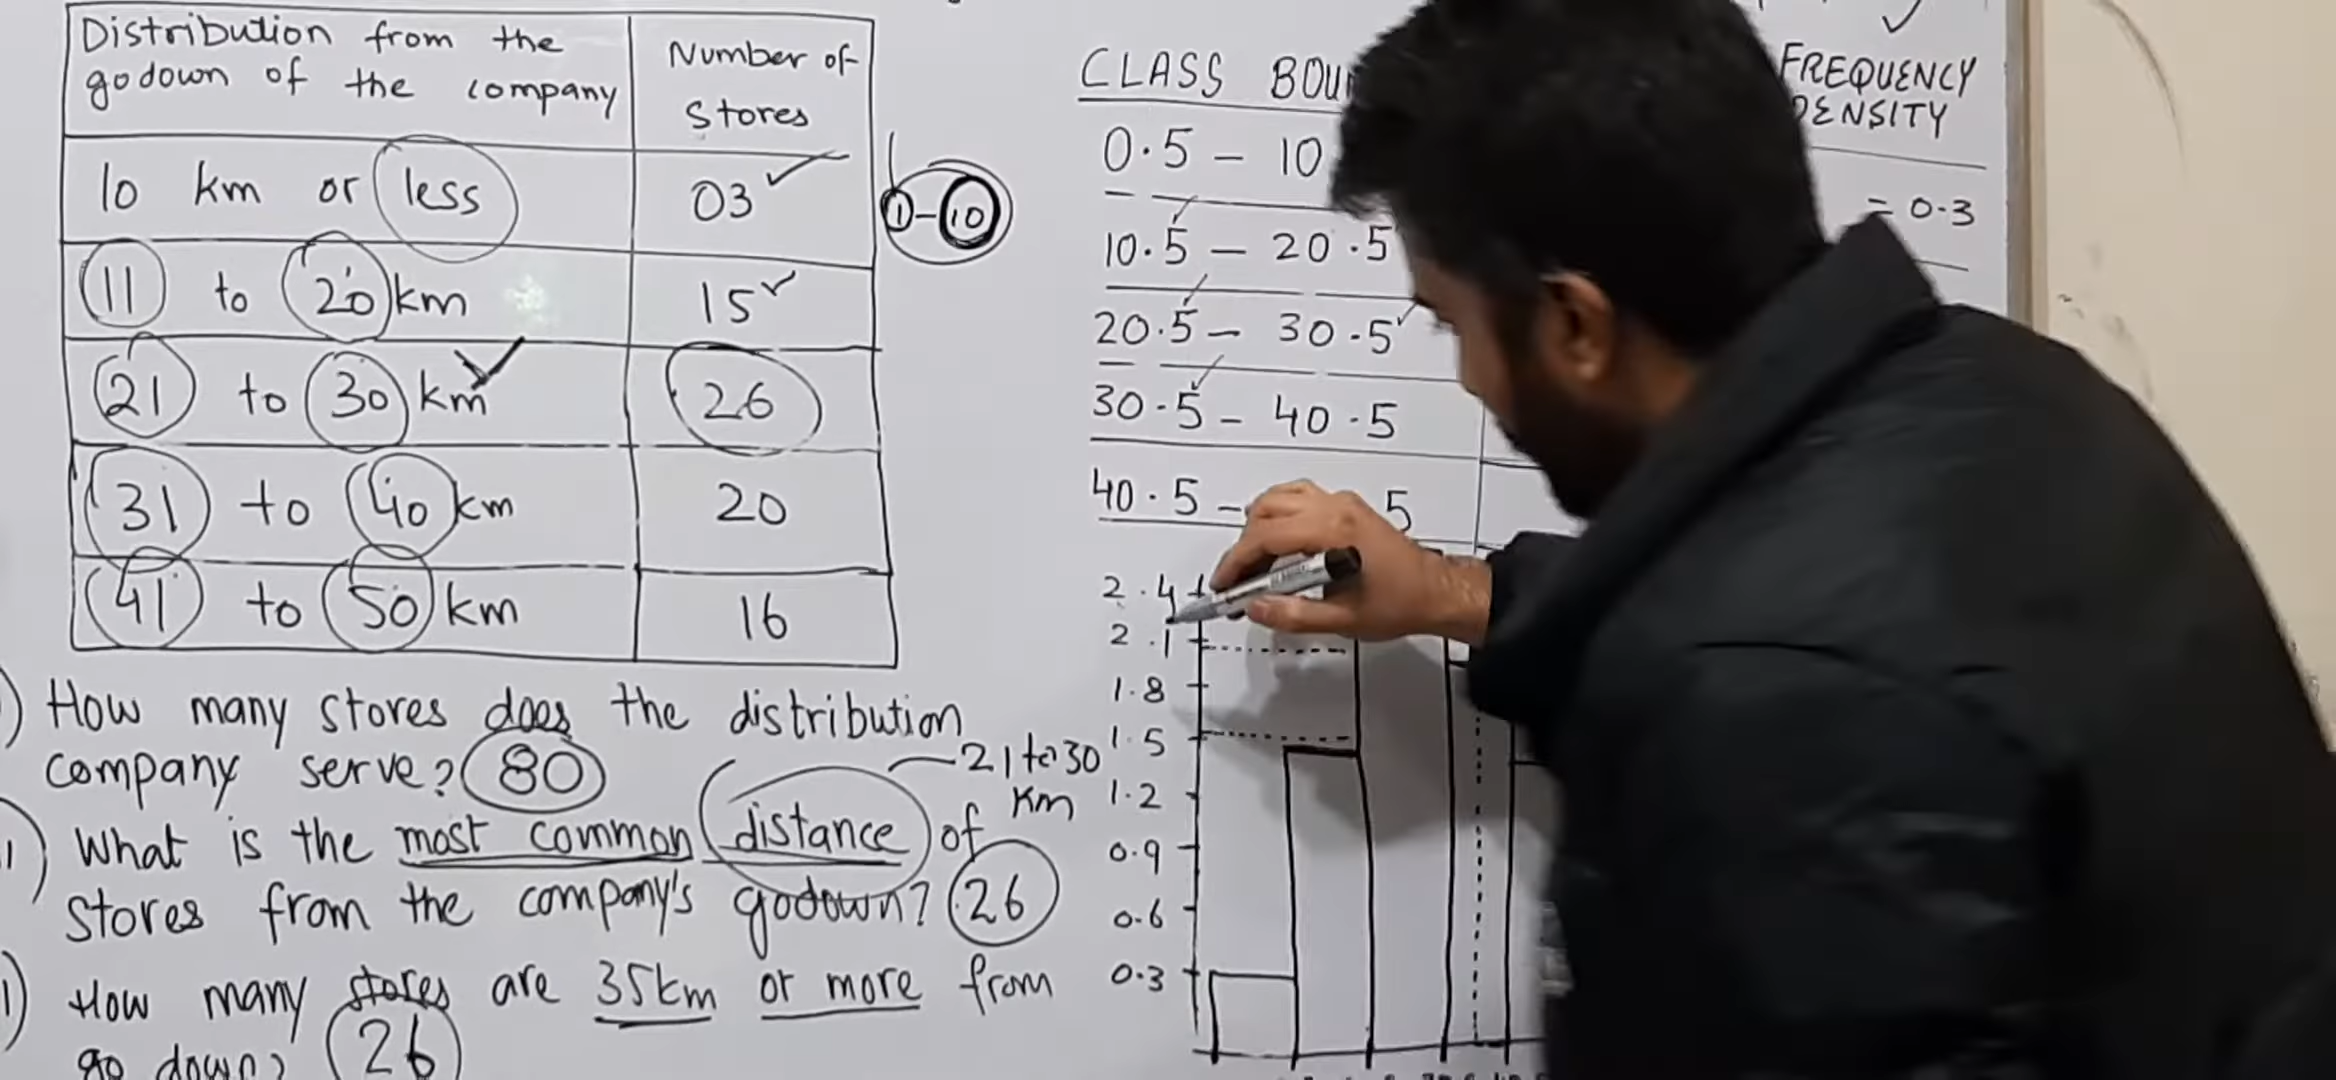 Distribution from the
godown of the company
Number of
Stores
10 km or less
03
1-10
11 to 20 km
15
21 to 30 km
26
31 to 40 km
20
41 to 50 km
16
How many stores does the distribution
company serve? 80
21 to 30
Km
What is the most common distance of
stores from the company's godown? 26
How many stores are 35km or more from
go down? 26
CLASS
FREQUENCY
DENSITY
0.5 - 10
= 0.3
10.5 - 20.5
20.5 - 30.5
30.5 - 40.5
40.5 - 5
2.4
2.1
1.8
1.5
1.2
0.9
0.6
0.3